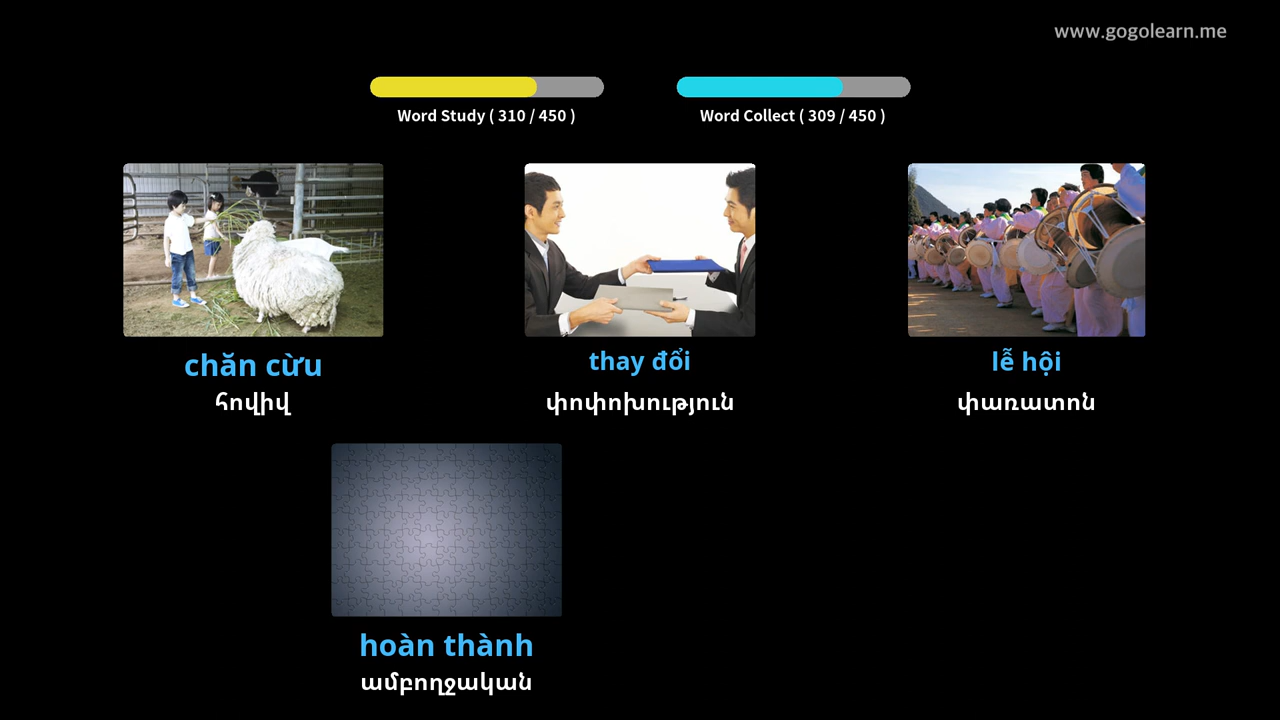 www.gogolearn.me
Word Study ( 310 / 450 )
Word Collect ( 309 / 450 )
chăn cừu
հովիվ
thay đổi
փոփոխություն
lễ hội
փառատոն
hoàn thành
ամբողջական